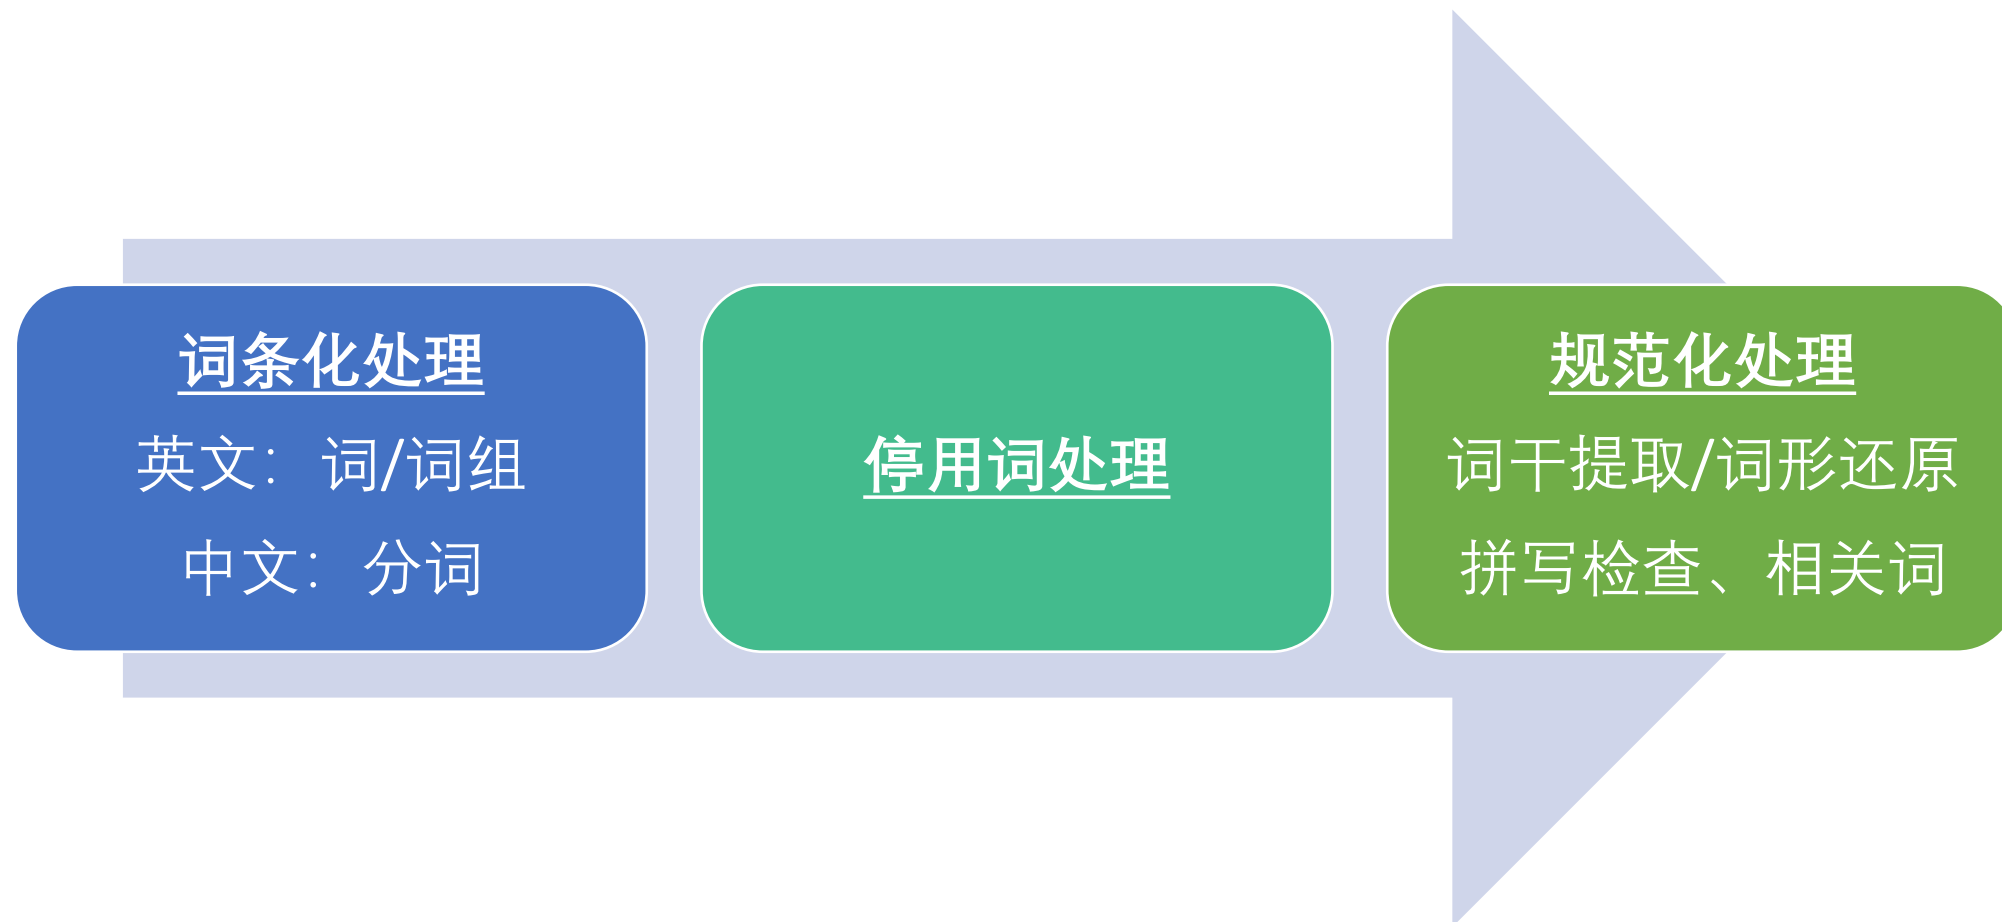 词条化处理
英文：词/词组
中文：分词
停用词处理
规范化处理
词干提取/词形还原
拼写检查、相关词